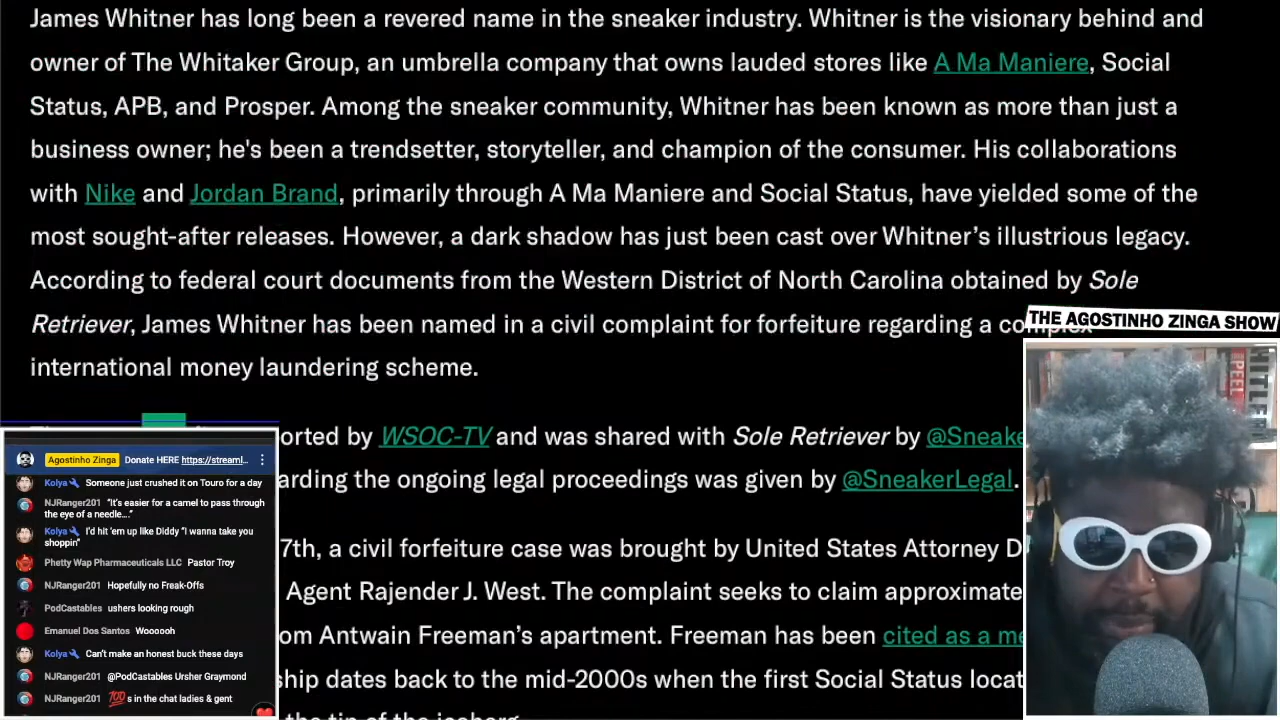 James Whitner has long been a revered name in the sneaker industry. Whitner is the visionary behind and
owner of The Whitaker Group, an umbrella company that owns lauded stores like A Ma Maniere, Social
Status, APB, and Prosper. Among the sneaker community, Whitner has been known as more than just a
business owner; he's been a trendsetter, storyteller, and champion of the consumer. His collaborations
with Nike and Jordan Brand, primarily through A Ma Maniere and Social Status, have yielded some of the
most sought-after releases. However, a dark shadow has just been cast over Whitner’s illustrious legacy.
According to federal court documents from the Western District of North Carolina obtained by Sole
Retriever, James Whitner has been named in a civil complaint for forfeiture regarding a complex
international money laundering scheme.
THE AGOSTINHO ZINGA SHOW
PEEL
orted by WSOC-TV and was shared with Sole Retriever by @Sneake
arding the ongoing legal proceedings was given by @SneakerLegal.
7th, a civil forfeiture case was brought by United States Attorney D
Agent Rajender J. West. The complaint seeks to claim approximate
om Antwain Freeman’s apartment. Freeman has been cited as a me
ship dates back to the mid-2000s when the first Social Status locat
the tip of the iceberg.
Agostinho Zinga Donate HERE https://streaml...
Kolya Someone just crushed it on Touro for a day
NJRanger201 “It’s easier for a camel to pass through
the eye of a needle....”
Kolya I’d hit ’em up like Diddy “I wanna take you
shoppin”
Phetty Wap Pharmaceuticals LLC Pastor Troy
NJRanger201 Hopefully no Freak-Offs
PodCastables ushers looking rough
Emanuel Dos Santos Woooooh
Kolya Can’t make an honest buck these days
NJRanger201 @PodCastables Ursher Graymond
NJRanger201 💯s in the chat ladies & gent